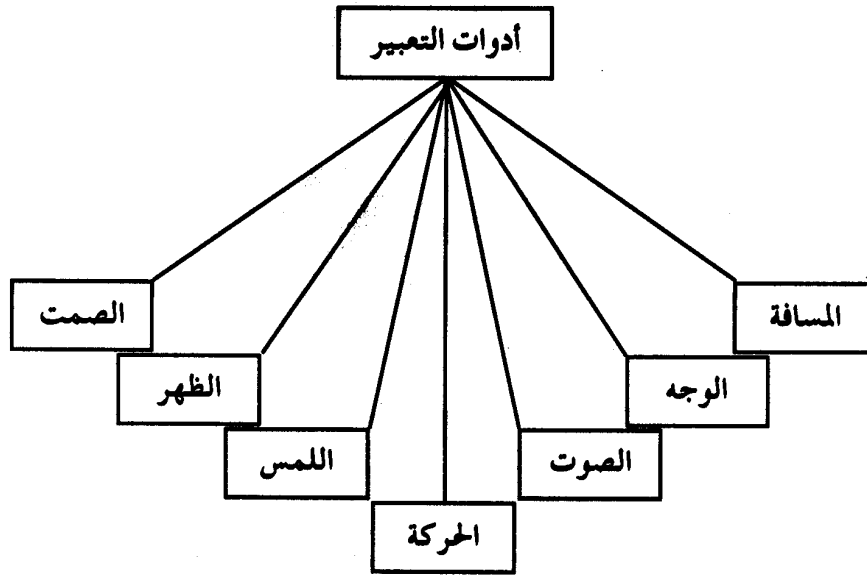 أدوات التعبير
المسافة
الوجه
الصوت
الحركة
اللمس
الظهر
الصمت